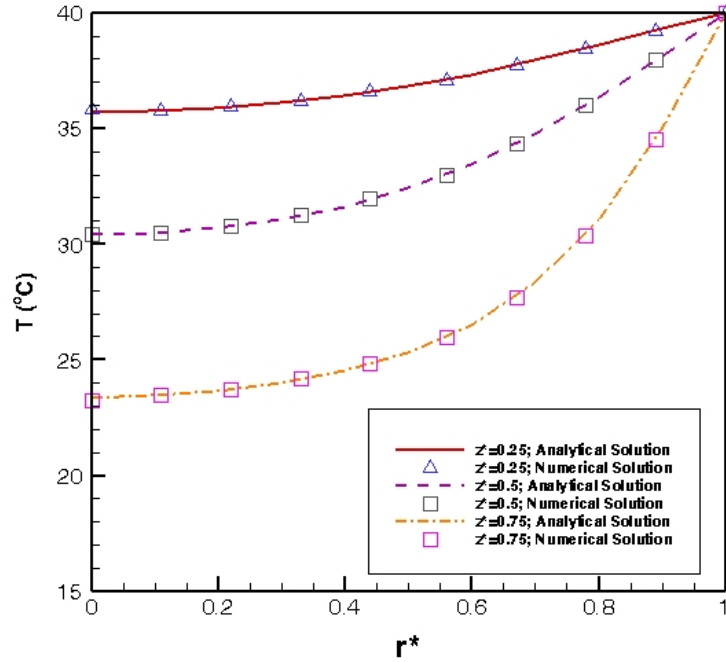 40
35
30
25
20
15
T (°C)
z*=0.25; Analytical Solution
z*=0.25; Numerical Solution
z*=0.5; Analytical Solution
z*=0.5; Numerical Solution
z*=0.75; Analytical Solution
z*=0.75; Numerical Solution
0 0.2 0.4 0.6 0.8 1
r*